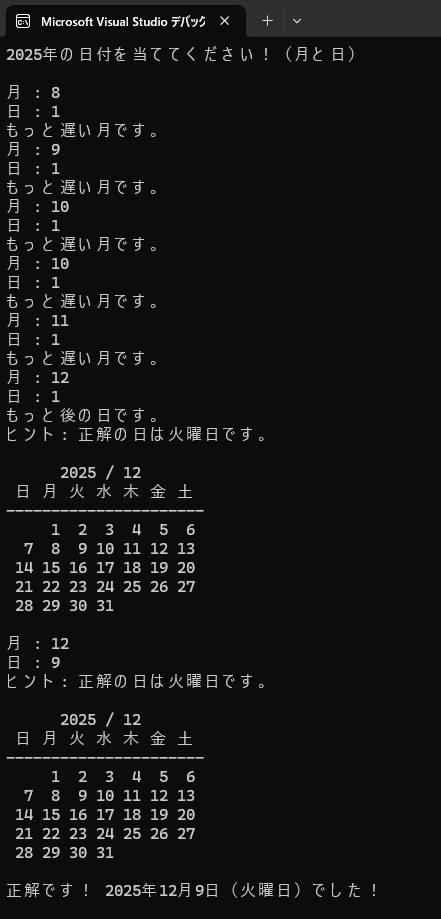 Microsoft Visual Studio デバック
2025年の日付を当ててください！（月と日）
月 : 8
日 : 1
もっと遅い月です。
月 : 9
日 : 1
もっと遅い月です。
月 : 10
日 : 1
もっと遅い月です。
月 : 10
日 : 1
もっと遅い月です。
月 : 11
日 : 1
もっと遅い月です。
月 : 12
日 : 1
もっと後の日です。
ヒント: 正解の日は火曜日です。
2025 / 12
日 月 火 水 木 金 土
----------------------
1 2 3 4 5 6
7 8 9 10 11 12 13
14 15 16 17 18 19 20
21 22 23 24 25 26 27
28 29 30 31
月 : 12
日 : 9
ヒント: 正解の日は火曜日です。
2025 / 12
日 月 火 水 木 金 土
----------------------
1 2 3 4 5 6
7 8 9 10 11 12 13
14 15 16 17 18 19 20
21 22 23 24 25 26 27
28 29 30 31
正解です！ 2025年12月9日（火曜日）でした！